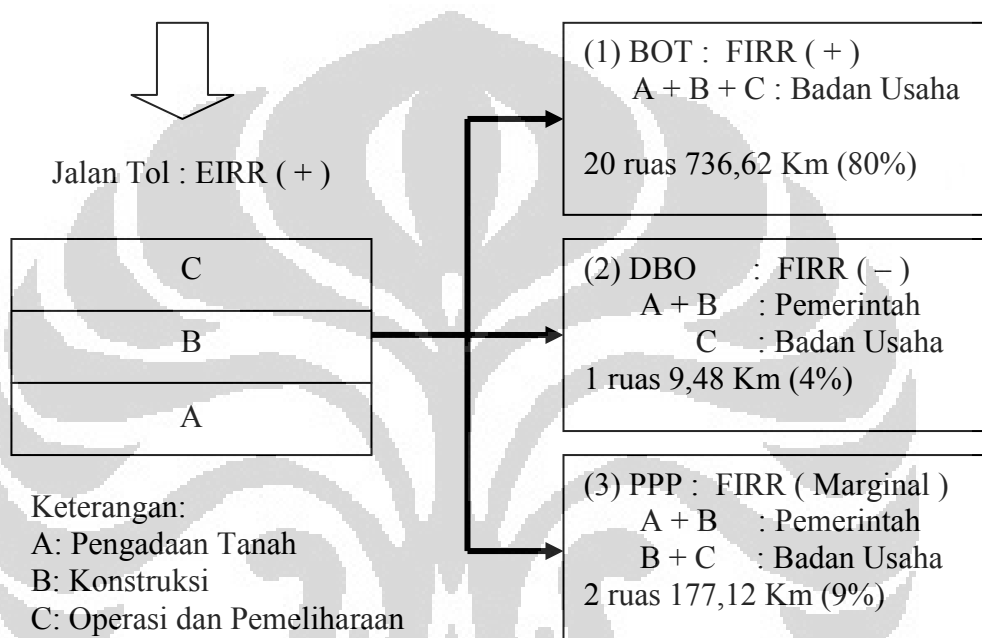 Jalan Tol : EIRR ( + )
C
B
A
Keterangan:
A: Pengadaan Tanah
B: Konstruksi
C: Operasi dan Pemeliharaan
(1) BOT : FIRR ( + )
A + B + C : Badan Usaha
20 ruas 736,62 Km (80%)
(2) DBO : FIRR ( – )
A + B : Pemerintah
C : Badan Usaha
1 ruas 9,48 Km (4%)
(3) PPP : FIRR ( Marginal )
A + B : Pemerintah
B + C : Badan Usaha
2 ruas 177,12 Km (9%)